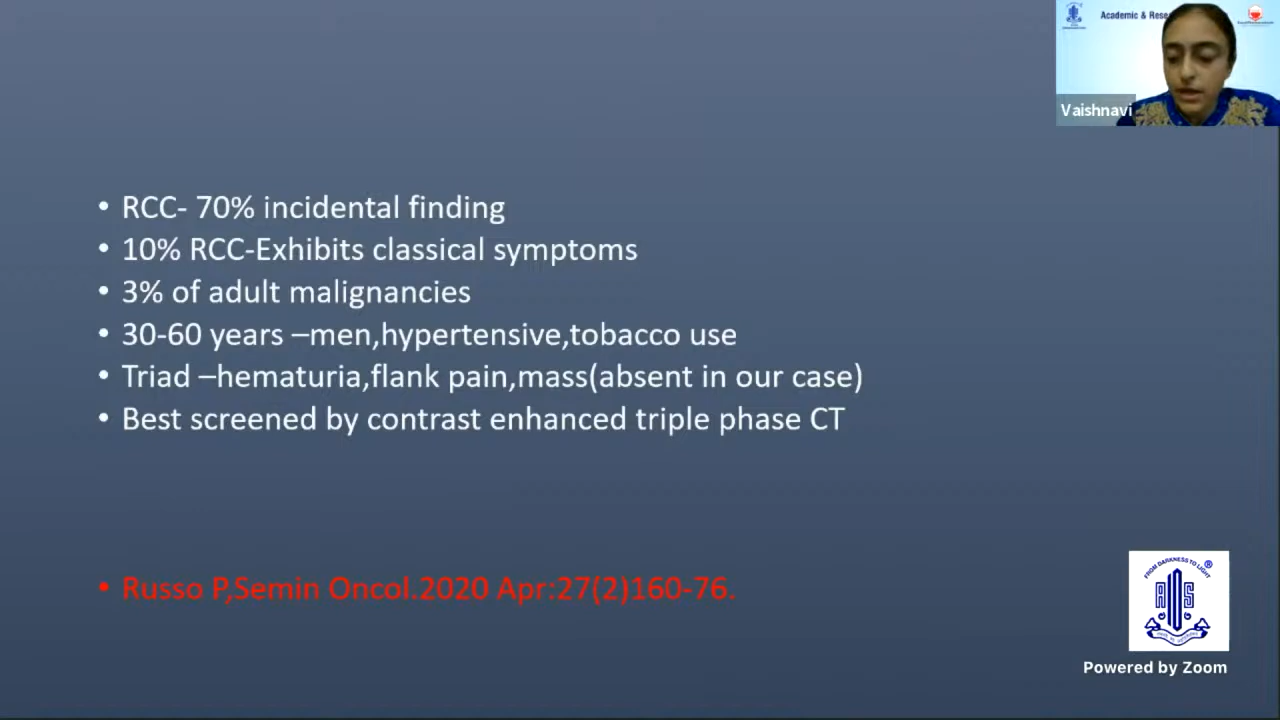 Academic &
Vaishnavi
• RCC- 70% incidental finding
• 10% RCC-Exhibits classical symptoms
• 3% of adult malignancies
• 30-60 years –men,hypertensive,tobacco use
• Triad –hematuria,flank pain,mass(absent in our case)
• Best screened by contrast enhanced triple phase CT
• Russo P,Semin Oncol.2020 Apr:27(2)160-76.
FROM DARKNESS TO LIGHT
®
Powered by Zoom